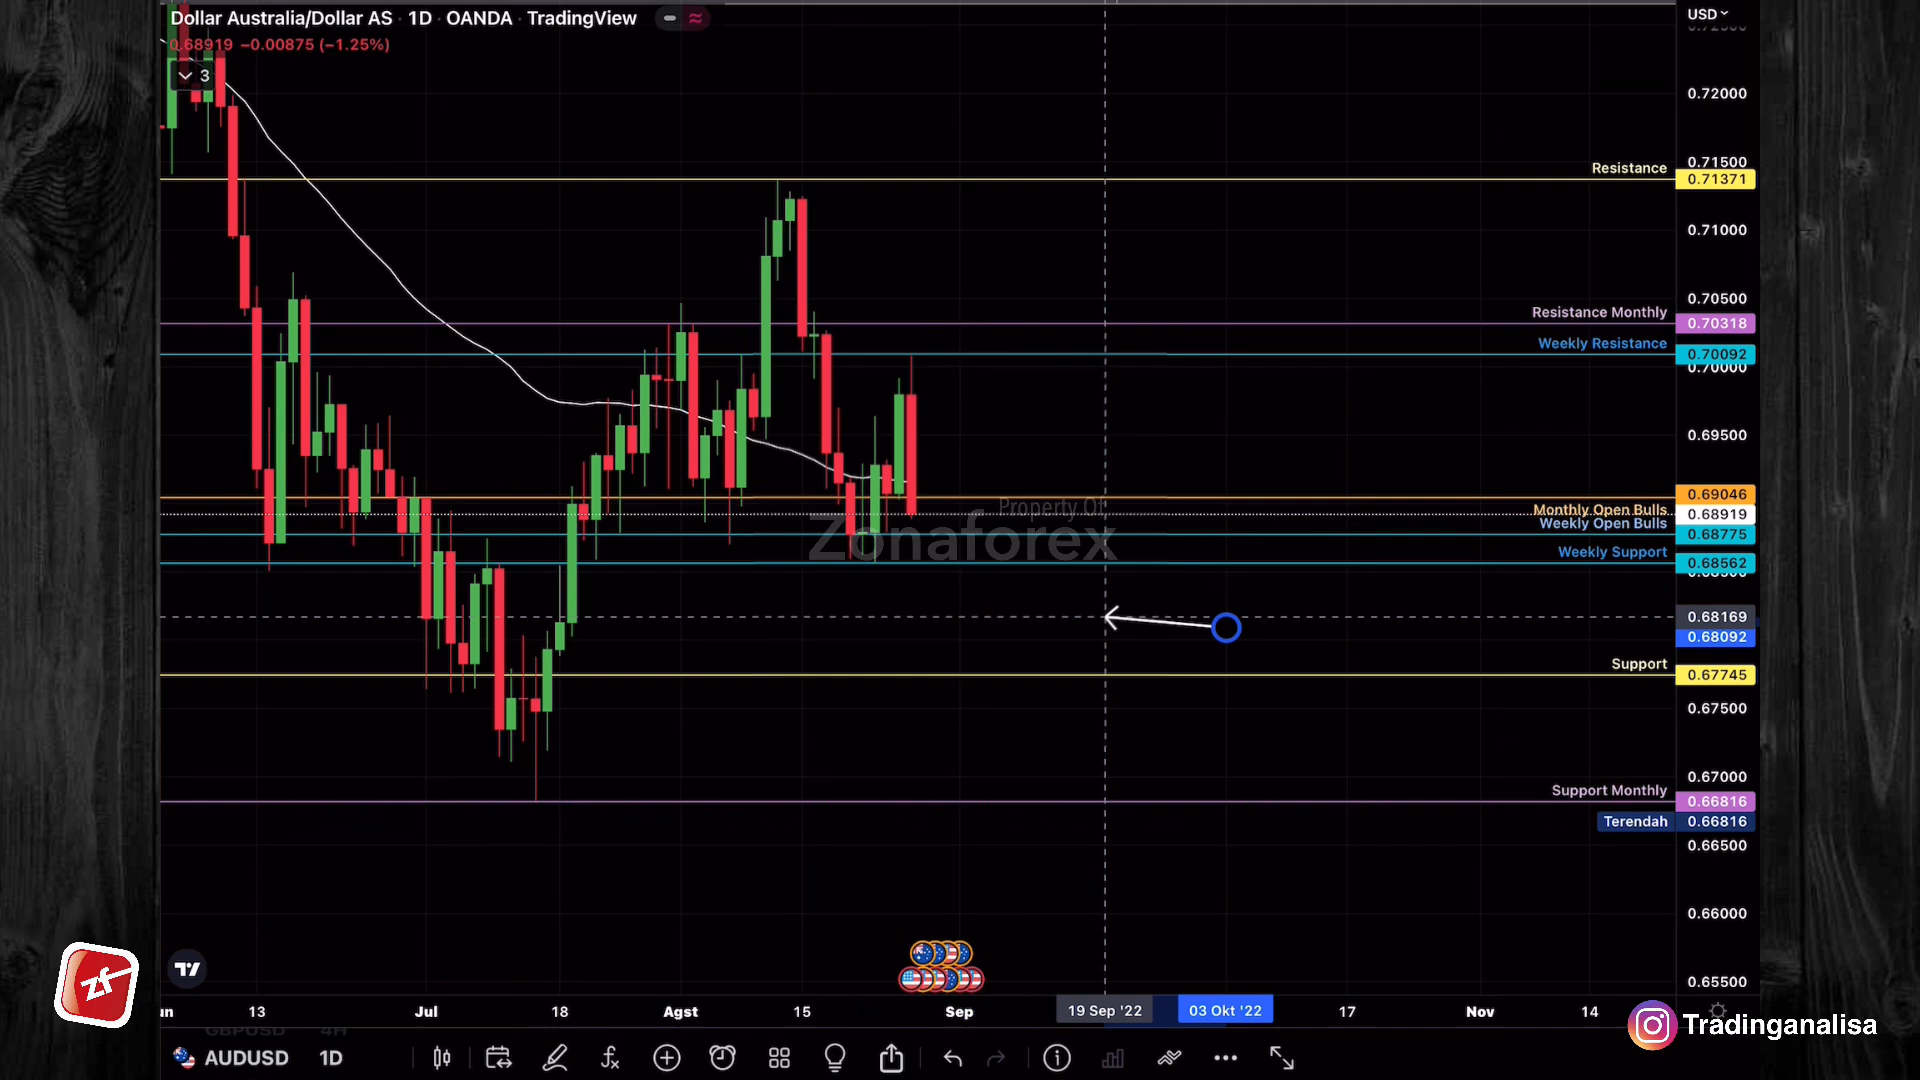 Dollar Australia/Dollar AS · 1D · OANDA · TradingView
USD
0.68919 −0.00875 (−1.25%)
3
0.72000
0.71500
Resistance
0.71371
0.71000
0.70500
Resistance Monthly
0.70318
Weekly Resistance
0.70092
0.70000
0.69500
0.69046
Property Of
Zonaforex
Monthly Open Bulls
0.68919
Weekly Open Bulls
0.68775
Weekly Support
0.68562
0.68169
0.68092
Support
0.67745
0.67500
0.67000
Support Monthly
0.66816
Terendah 0.66816
0.66500
0.66000
0.65500
zf
13 Jul 18 Agst 15 Sep 19 Sep '22 03 Okt '22 17 Nov 14
Tradinganalisa
GBPUSD 4H
AUDUSD 1D